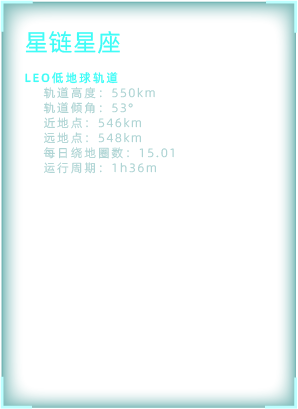 星链星座
LEO低地球轨道
轨道高度：550km
轨道倾角：53°
近地点：546km
远地点：548km
每日绕地圈数：15.01
运行周期：1h36m